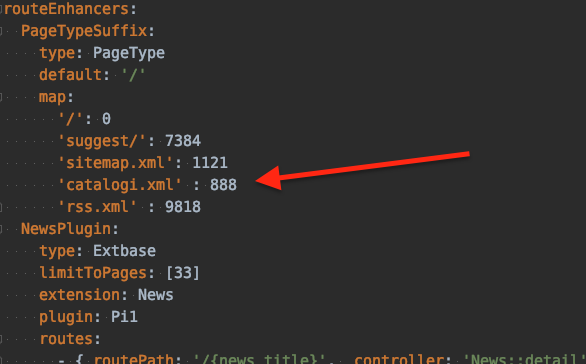 routeEnhancers:
PageTypeSuffix:
type: PageType
default: '/'
map:
'/': 0
'suggest/': 7384
'sitemap.xml': 1121
'catalogi.xml' : 888
'rss.xml' : 9818
NewsPlugin:
type: Extbase
limitToPages: [33]
extension: News
plugin: Pi1
routes:
- { routePath: '/{news_title}', _controller: 'News::detail'